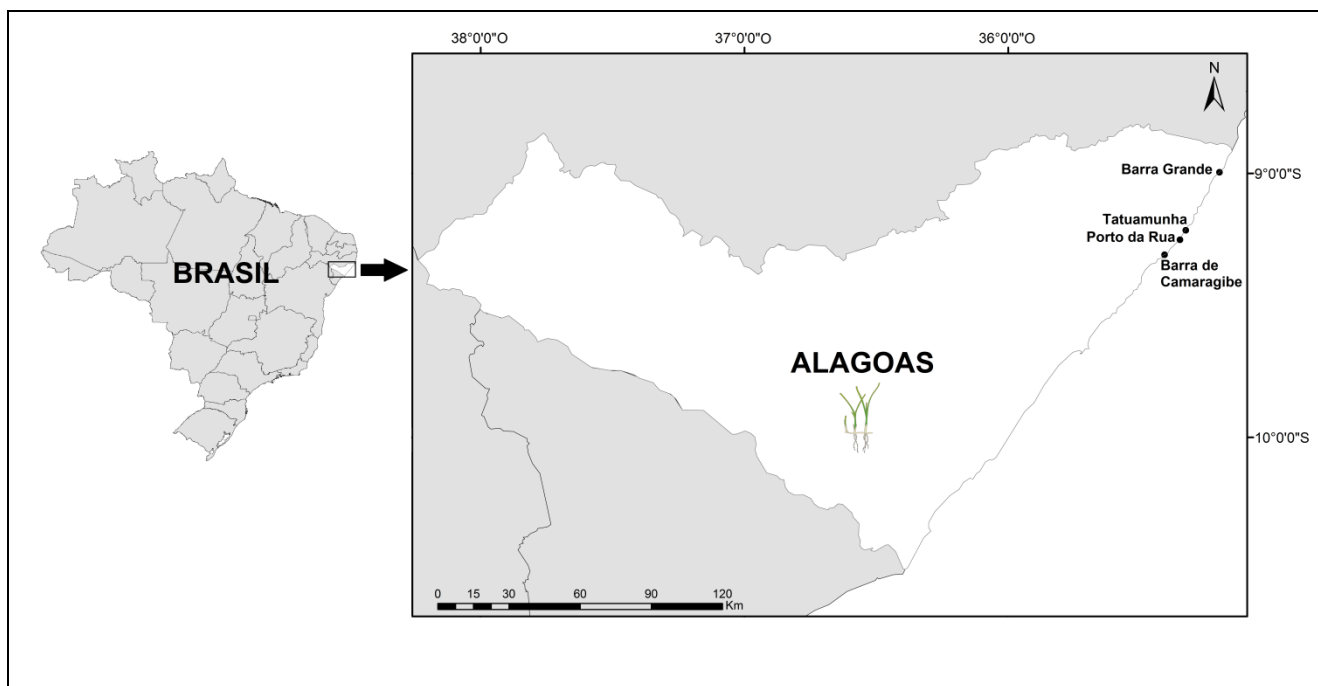 38°0'0"O 37°0'0"O 36°0'0"O
N
Barra Grande
9°0'0"S
Tatuamunha
Porto da Rua
Barra de
Camaragibe
BRASIL
ALAGOAS
10°0'0"S
0 15 30 60 90 120
Km